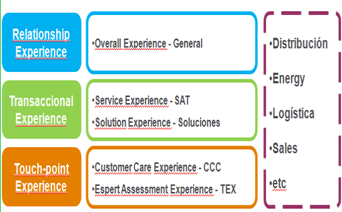 Relationship
Experience
•Overall Experience - General
Transaccional
Experience
•Service Experience - SAT
•Solution Experience - Soluciones
Touch-point
Experience
•Customer Care Experience - CCC
•Espert Assessment Experience - TEX
•Distribución
•Energy
•Logística
•Sales
•etc